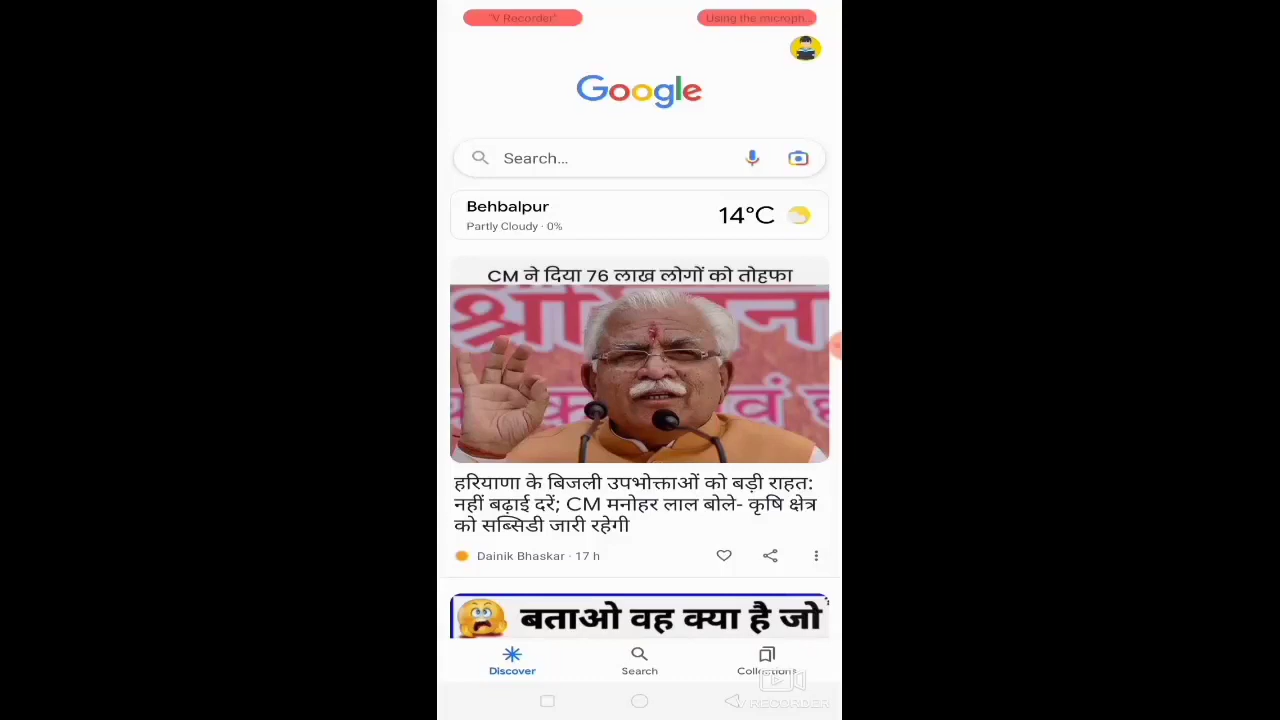 "V Recorder"
Using the microph...
Google
Search...
Behbalpur
14°C
Partly Cloudy · 0%
CM ने दिया 76 लाख लोगों को तोहफा
हरियाणा के बिजली उपभोक्ताओं को बड़ी राहत:
नहीं बढ़ाई दरें; CM मनोहर लाल बोले- कृषि क्षेत्र
को सब्सिडी जारी रहेगी
Dainik Bhaskar · 17 h
बताओ वह क्या है जो
Discover
Search
Collections
V RECORDER